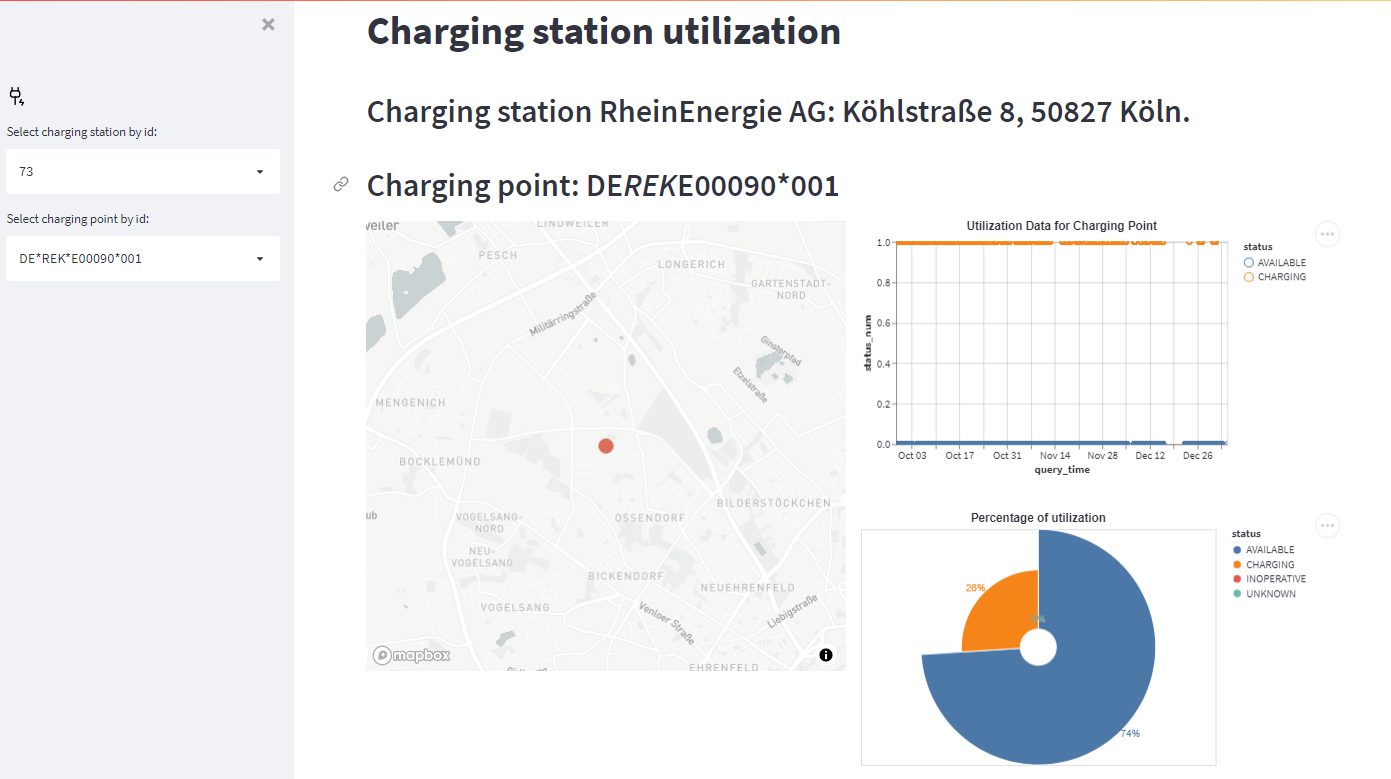 Charging station utilization
Charging station RheinEnergie AG: Köhlstraße 8, 50827 Köln.
Charging point: DEREKE00090*001
Select charging station by id:
73
Select charging point by id:
DE*REK*E00090*001
weiler
LINDWEILER
PESCH
LONGERICH
GARTENSTADT-
NORD
Militärringstraße
Ginsterpfad
Etzelstraße
MENGENICH
BOCKLEMÜND
BILDERSTÖCKCHEN
ub
VOGELSANG-
NORD
OSSENDORF
NEU-
VOGELSANG
BICKENDORF
NEUEHRENFELD
VOGELSANG
Venloer Straße
Liebigstraße
EHRENFELD
mapbox
Utilization Data for Charging Point
1.0
0.8
0.6
0.4
0.2
0.0
status_num
Oct 03 Oct 17 Oct 31 Nov 14 Nov 28 Dec 12 Dec 26
query_time
status
AVAILABLE
CHARGING
Percentage of utilization
26%
0%
74%
status
AVAILABLE
CHARGING
INOPERATIVE
UNKNOWN